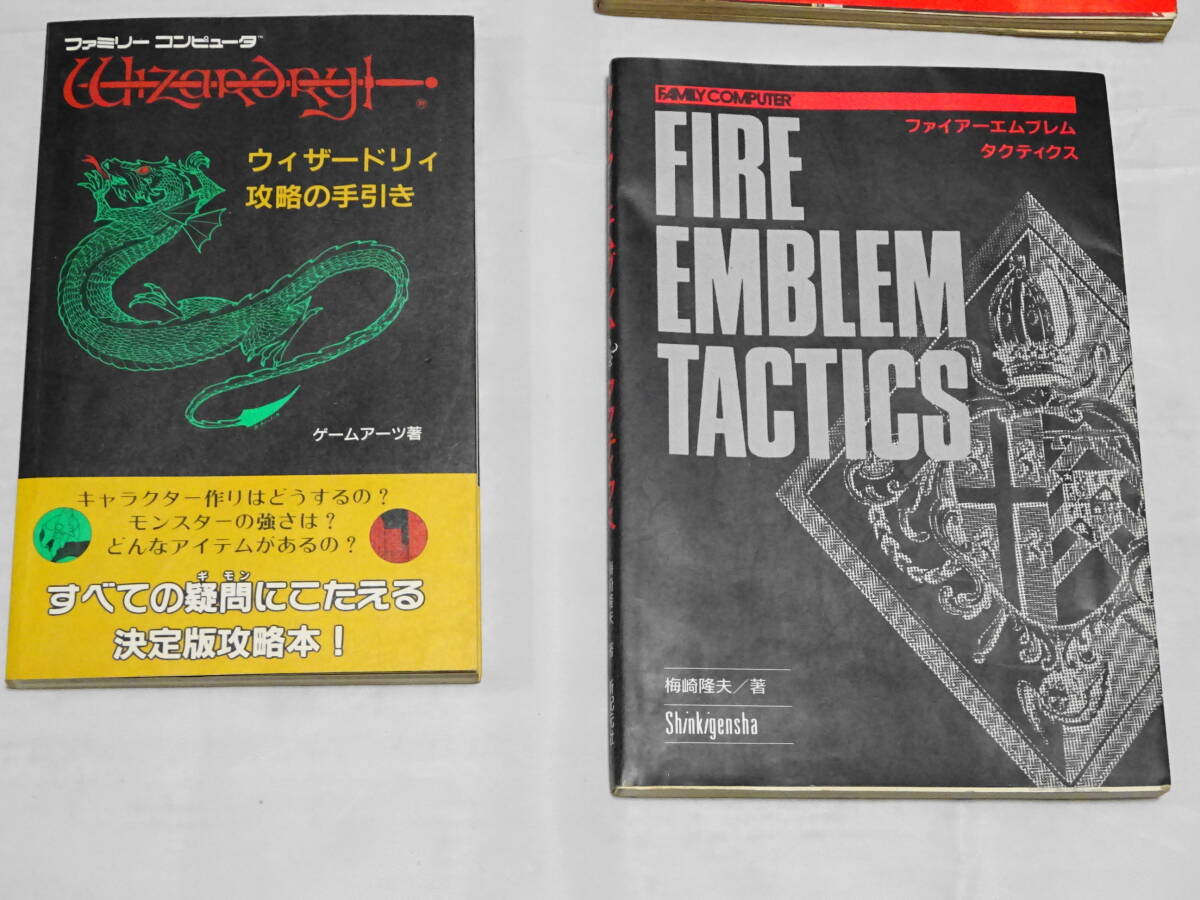 ファミリー コンピュータ™
Wizardry
ウィザードリィ
攻略の手引き
ゲームアーツ著
キャラクター作りはどうするの？
モンスターの強さは？
どんなアイテムがあるの？
ギモン
すべての疑問にこたえる
決定版攻略本！
FAMILY COMPUTER™
ファイアーエムブレム
タクティクス
FIRE
EMBLEM
TACTICS
梅崎隆夫／著
Shinkigensha